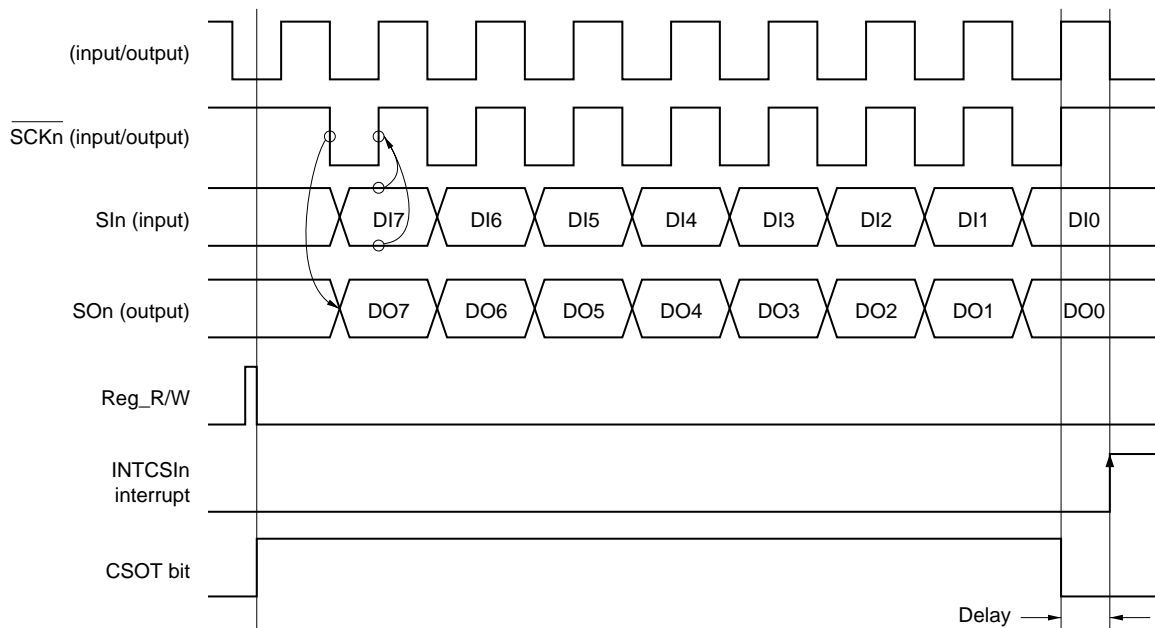 (input/output)
SCKn (input/output)
SIn (input)
DI7 DI6 DI5 DI4 DI3 DI2 DI1 DI0
SOn (output)
DO7 DO6 DO5 DO4 DO3 DO2 DO1 DO0
Reg_R/W
INTCSIn
interrupt
CSOT bit
Delay